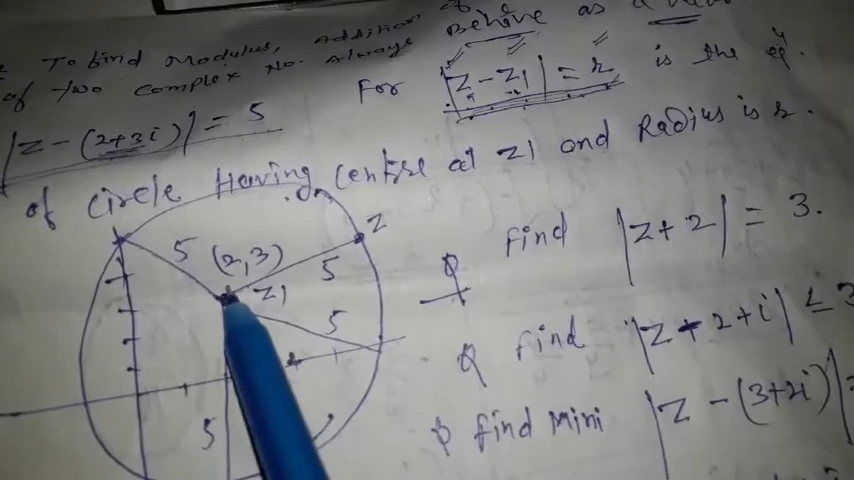 To find Modulus, Addition of
of two complex No. Always Behave as a
For |z - z1| = r is the eq.
|z - (2+3i)| = 5
of circle Having centre at z1 and Radius is r.
z
5 (2,3) 5
z1
5
5
Q find |z + 2| = 3.
Q find |z + 2 + i| ≤ 3
Q find mini |z - (3+4i)| =